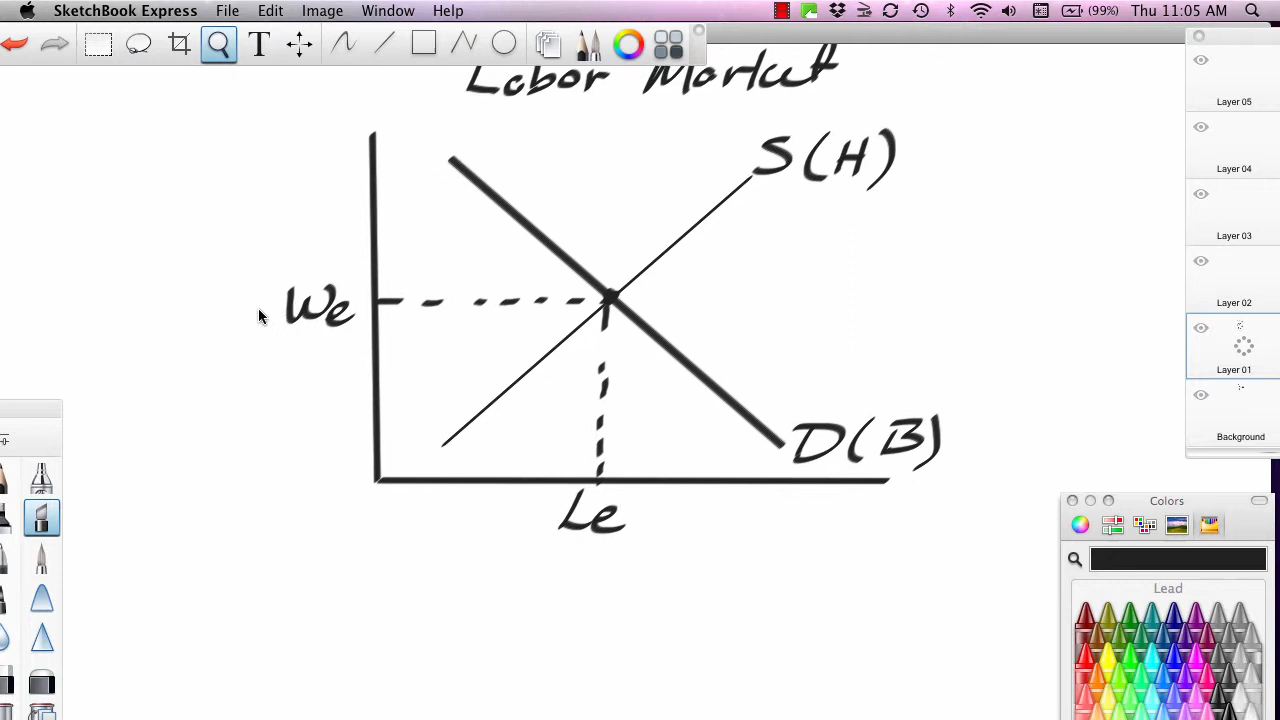 SketchBook Express File Edit Image Window Help (99%) Thu 11:05 AM
T
Labor Market
S(H)
We
D(B)
Le
Layer 05
Layer 04
Layer 03
Layer 02
Layer 01
Background
Colors
Lead